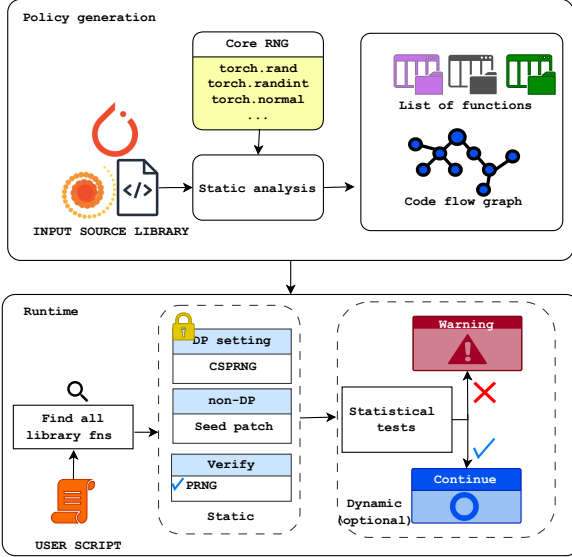 Policy generation
Core RNG
torch.rand
torch.randint
torch.normal
...
</>
INPUT SOURCE LIBRARY
Static analysis
List of functions
Code flow graph
Runtime
Find all
library fns
USER SCRIPT
DP setting
CSPRNG
non-DP
Seed patch
Verify
PRNG
Static
Statistical
tests
Warning
Continue
Dynamic
(optional)